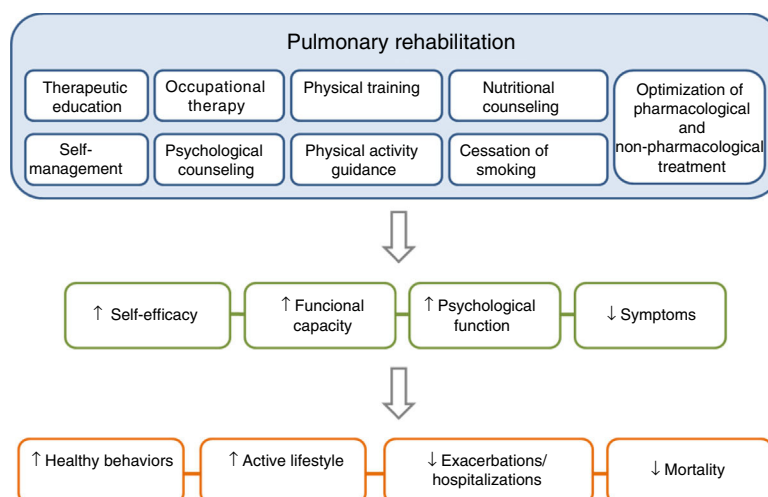 Pulmonary rehabilitation
Therapeutic
education
Occupational
therapy
Physical training
Nutritional
counseling
Optimization of
pharmacological
and
non-pharmacological
treatment
Self-
management
Psychological
counseling
Physical activity
guidance
Cessation of
smoking
↑ Self-efficacy
↑ Funcional
capacity
↑ Psychological
function
↓ Symptoms
↑ Healthy behaviors
↑ Active lifestyle
↓ Exacerbations/
hospitalizations
↓ Mortality